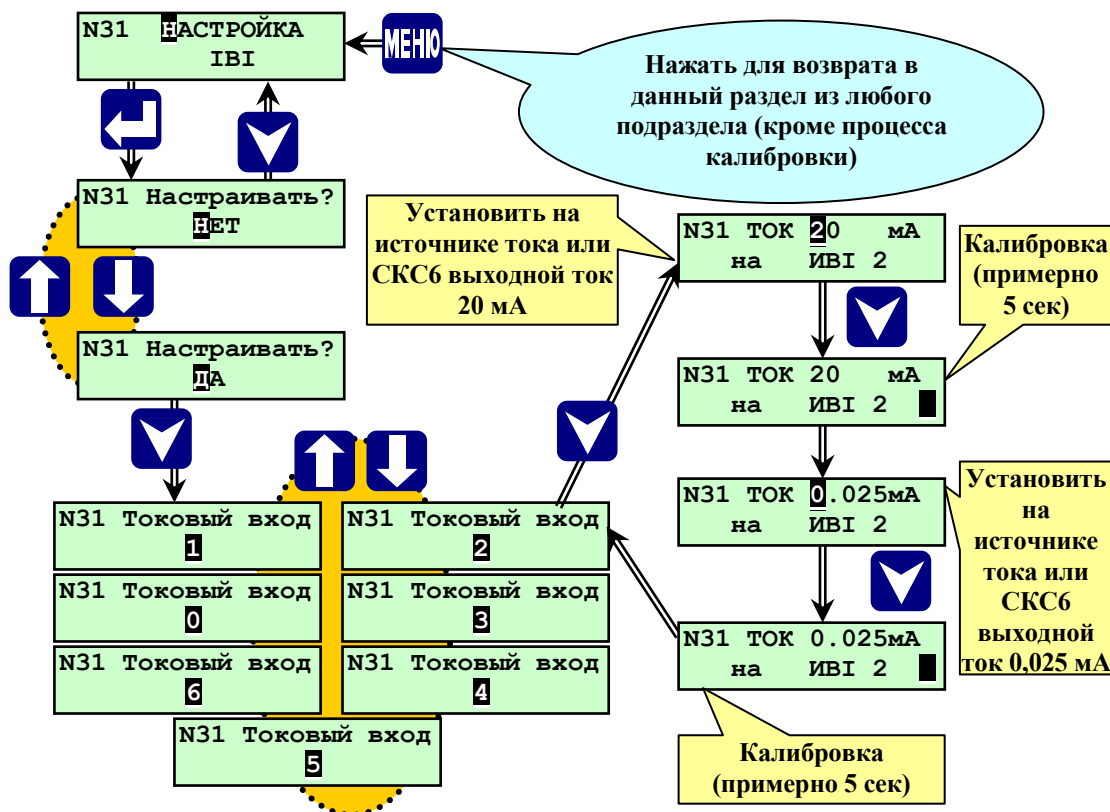 N31 НАСТРОЙКА
IBI
МЕНЮ
Нажать для возврата в
данный раздел из любого
подраздела (кроме процесса
калибровки)
N31 Настраивать?
НЕТ
N31 Настраивать?
ДА
Установить на
источнике тока или
СКС6 выходной ток
20 мА
N31 ТОК 20 мА
на ИВI 2
Калибровка
(примерно
5 сек)
N31 ТОК 20 мА
на ИВI 2
N31 ТОК 0.025мА
на ИВI 2
Установить
на
источнике
тока или
СКС6
выходной
ток 0,025 мА
N31 ТОК 0.025мА
на ИВI 2
Калибровка
(примерно 5 сек)
N31 Токовый вход
1
N31 Токовый вход
2
N31 Токовый вход
0
N31 Токовый вход
3
N31 Токовый вход
6
N31 Токовый вход
4
N31 Токовый вход
5